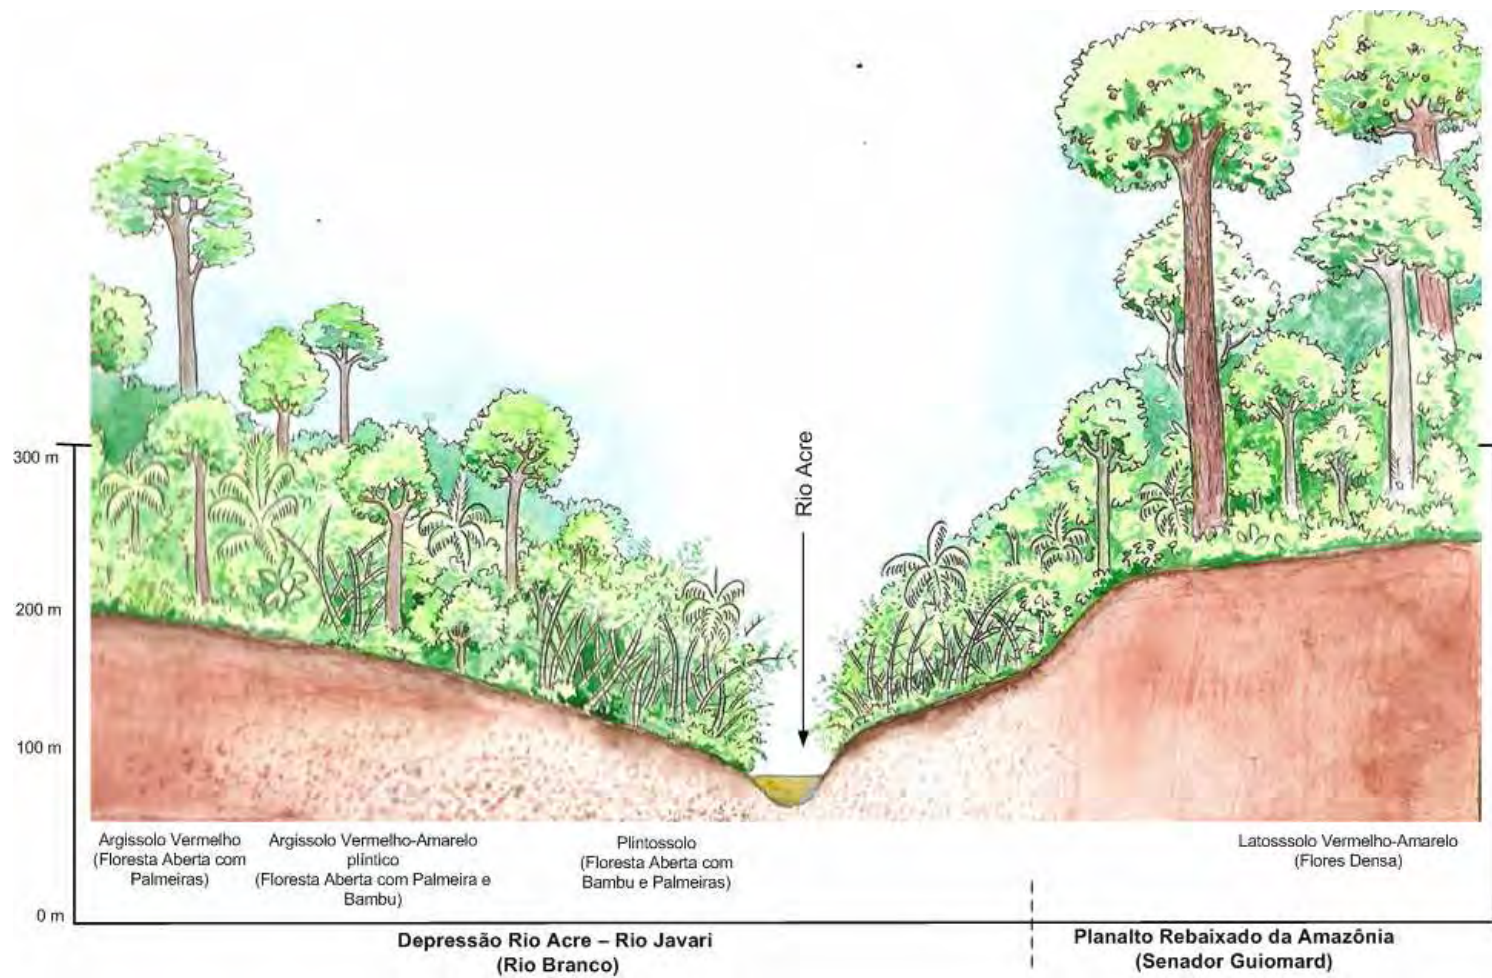 Rio Acre
300 m
200 m
100 m
0 m
Argissolo Vermelho
(Floresta Aberta com
Palmeiras)
Argissolo Vermelho-Amarelo
plíntico
(Floresta Aberta com Palmeira e
Bambu)
Plintossolo
(Floresta Aberta com
Bambu e Palmeiras)
Latosssolo Vermelho-Amarelo
(Flores Densa)
Depressão Rio Acre – Rio Javari
(Rio Branco)
Planalto Rebaixado da Amazônia
(Senador Guiomard)